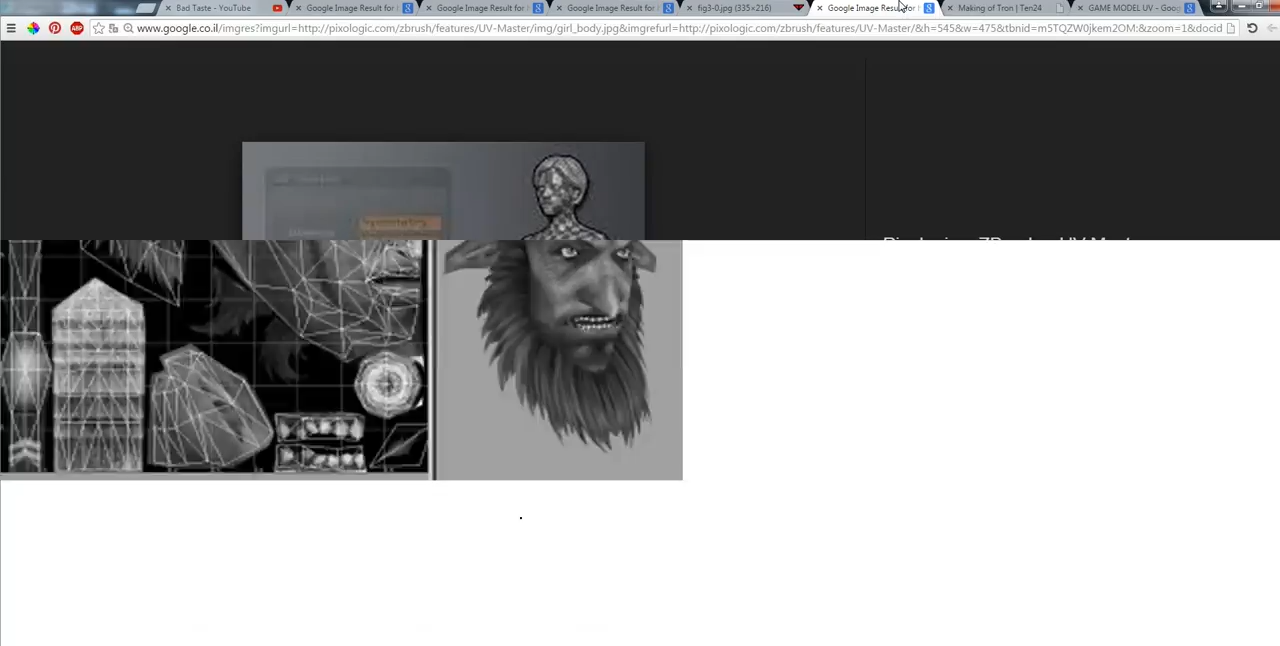 Bad Taste - YouTube
Google Image Result for
Google Image Result for
Google Image Result for
fig3-0.jpg (335×216)
Google Image Result for
Making of Tron | Ten24
GAME MODEL UV - Goo
www.google.co.il/imgres?imgurl=http://pixologic.com/zbrush/features/UV-Master/img/girl_body.jpg&imgrefurl=http://pixologic.com/zbrush/features/UV-Master/&h=545&w=475&tbnid=m5TQZW0jkem2OM:&zoom=1&docid
ABP